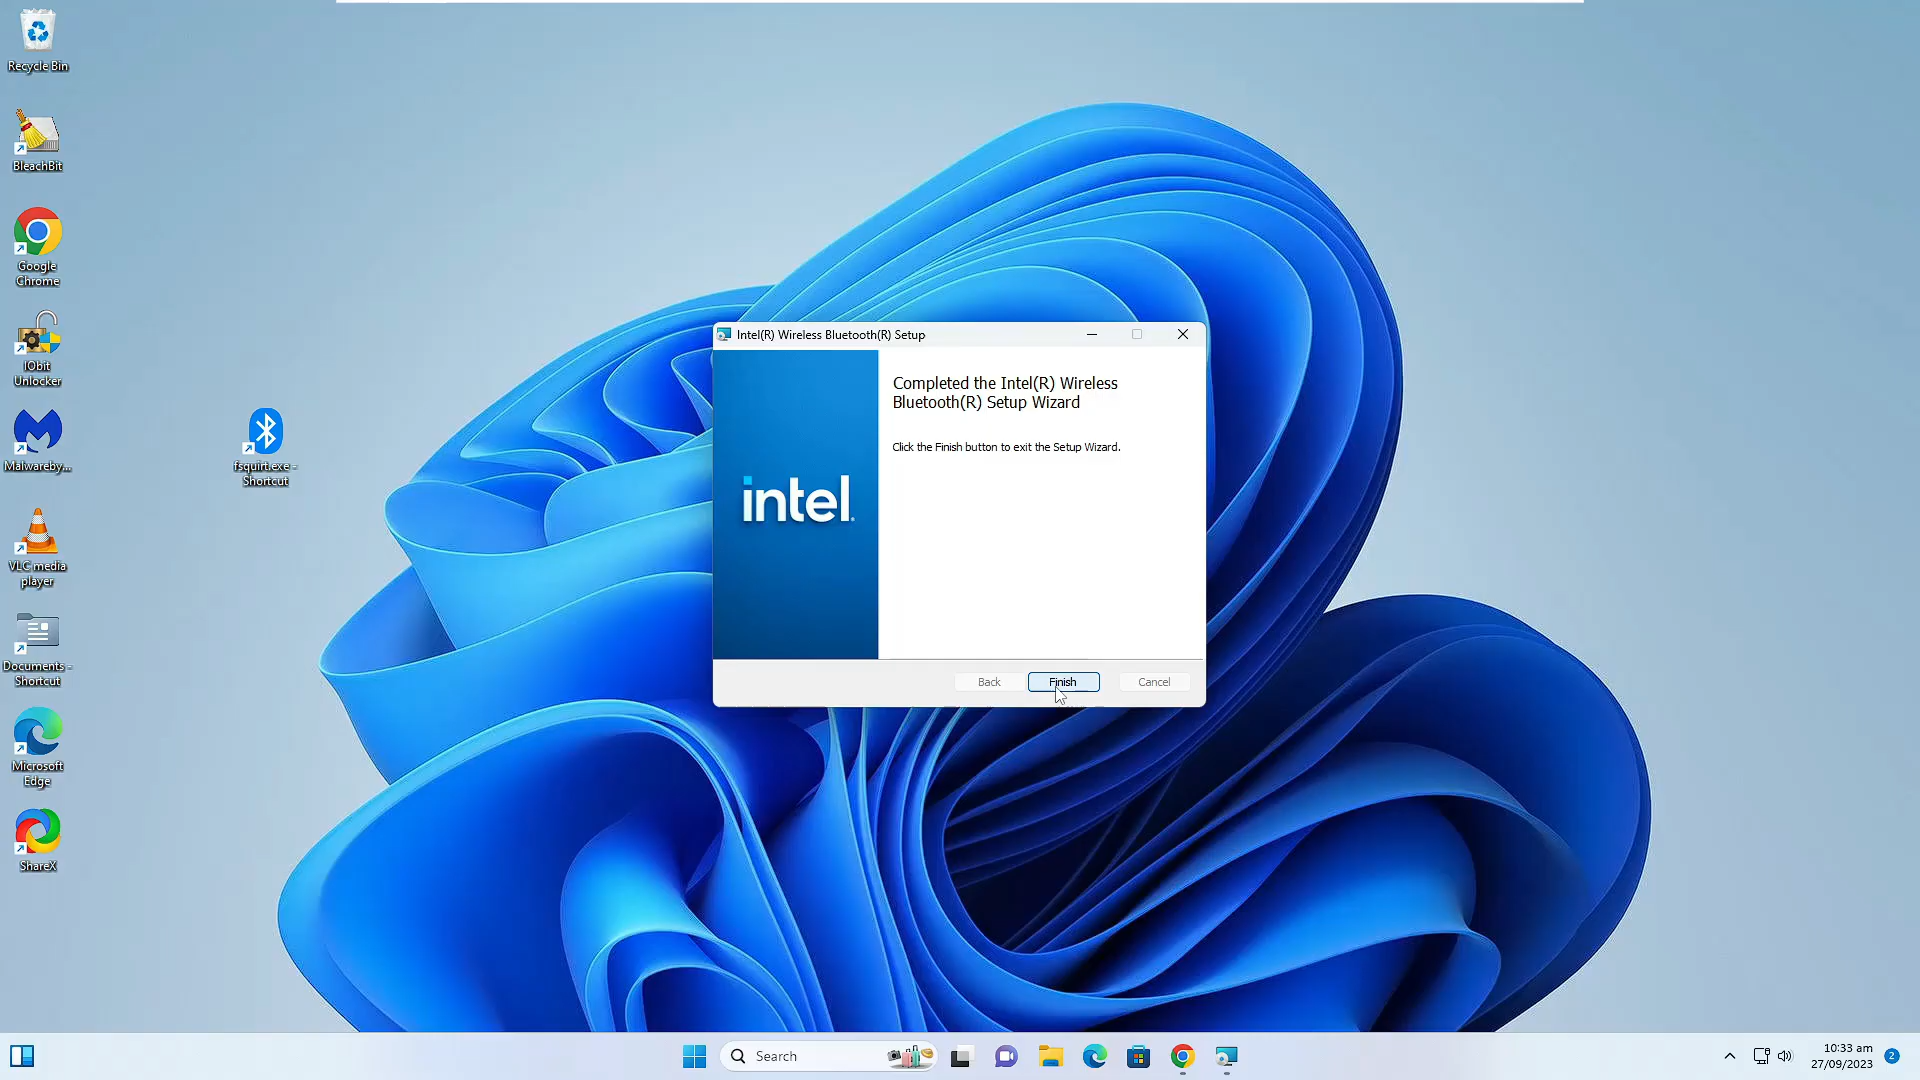 Recycle Bin
BleachBit
Google
Chrome
IObit
Unlocker
Malwareby...
fsquirt.exe -
Shortcut
VLC media
player
Documents -
Shortcut
Microsoft
Edge
ShareX
Intel(R) Wireless Bluetooth(R) Setup
Completed the Intel(R) Wireless
Bluetooth(R) Setup Wizard
Click the Finish button to exit the Setup Wizard.
intel.
Back
Finish
Cancel
Search
10:33 am
27/09/2023
2